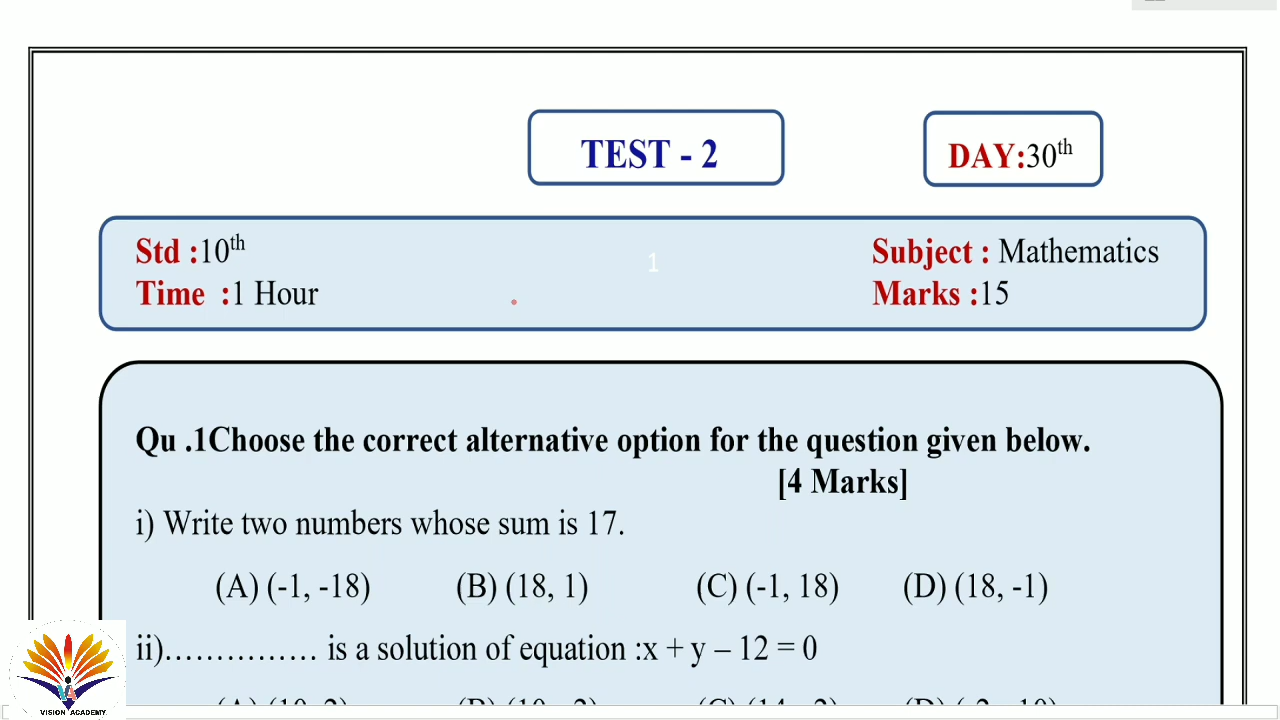 TEST - 2
DAY:30th
Std :10th
Subject : Mathematics
1
Time :1 Hour
Marks :15
Qu .1Choose the correct alternative option for the question given below.
[4 Marks]
i) Write two numbers whose sum is 17.
(A) (-1, -18) (B) (18, 1) (C) (-1, 18) (D) (18, -1)
ii)…………… is a solution of equation :x + y – 12 = 0
VISION ACADEMY